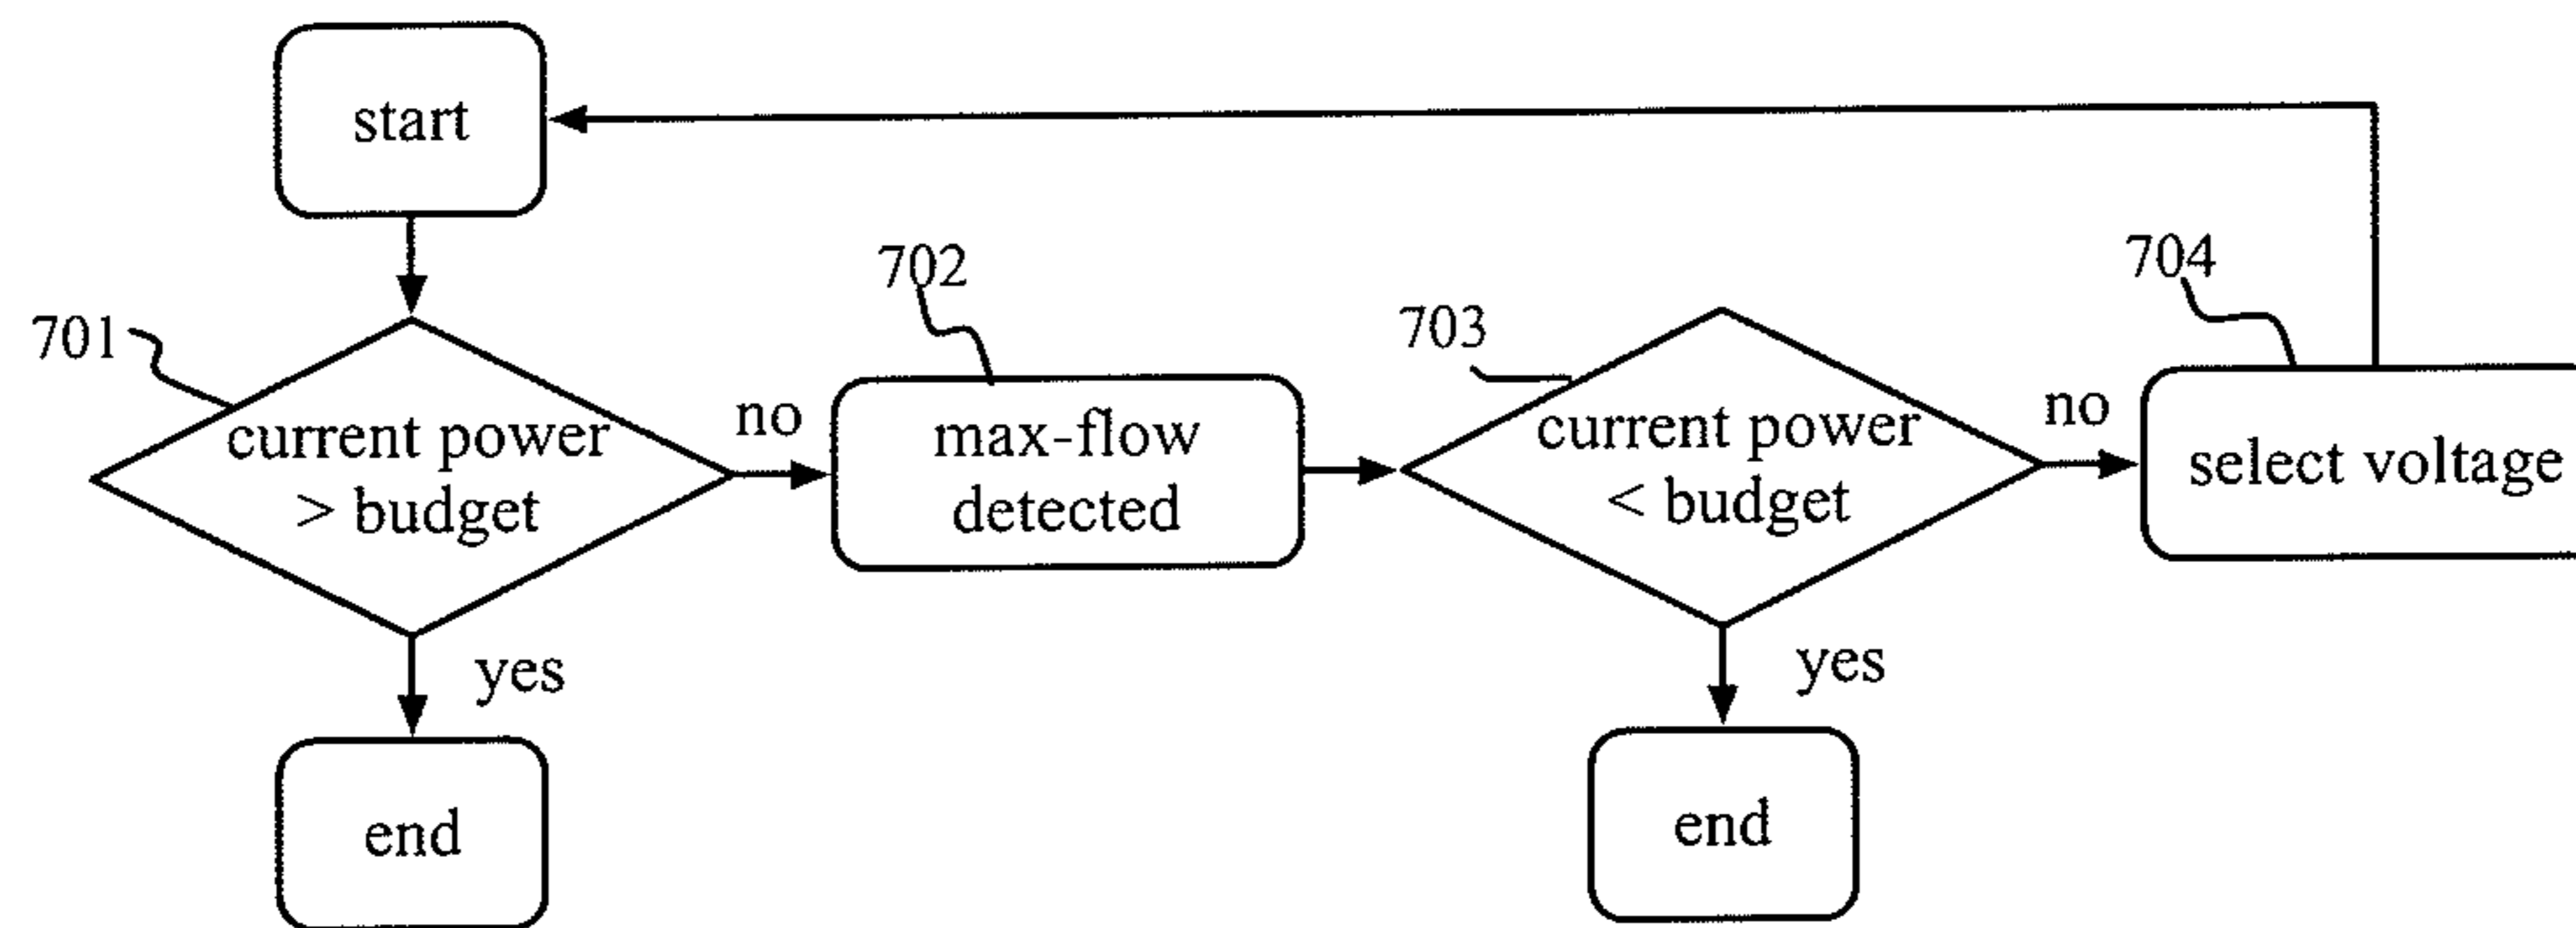 start
701
current power
> budget
yes
end
no
702
max-flow
detected
703
current power
< budget
yes
end
no
704
select voltage